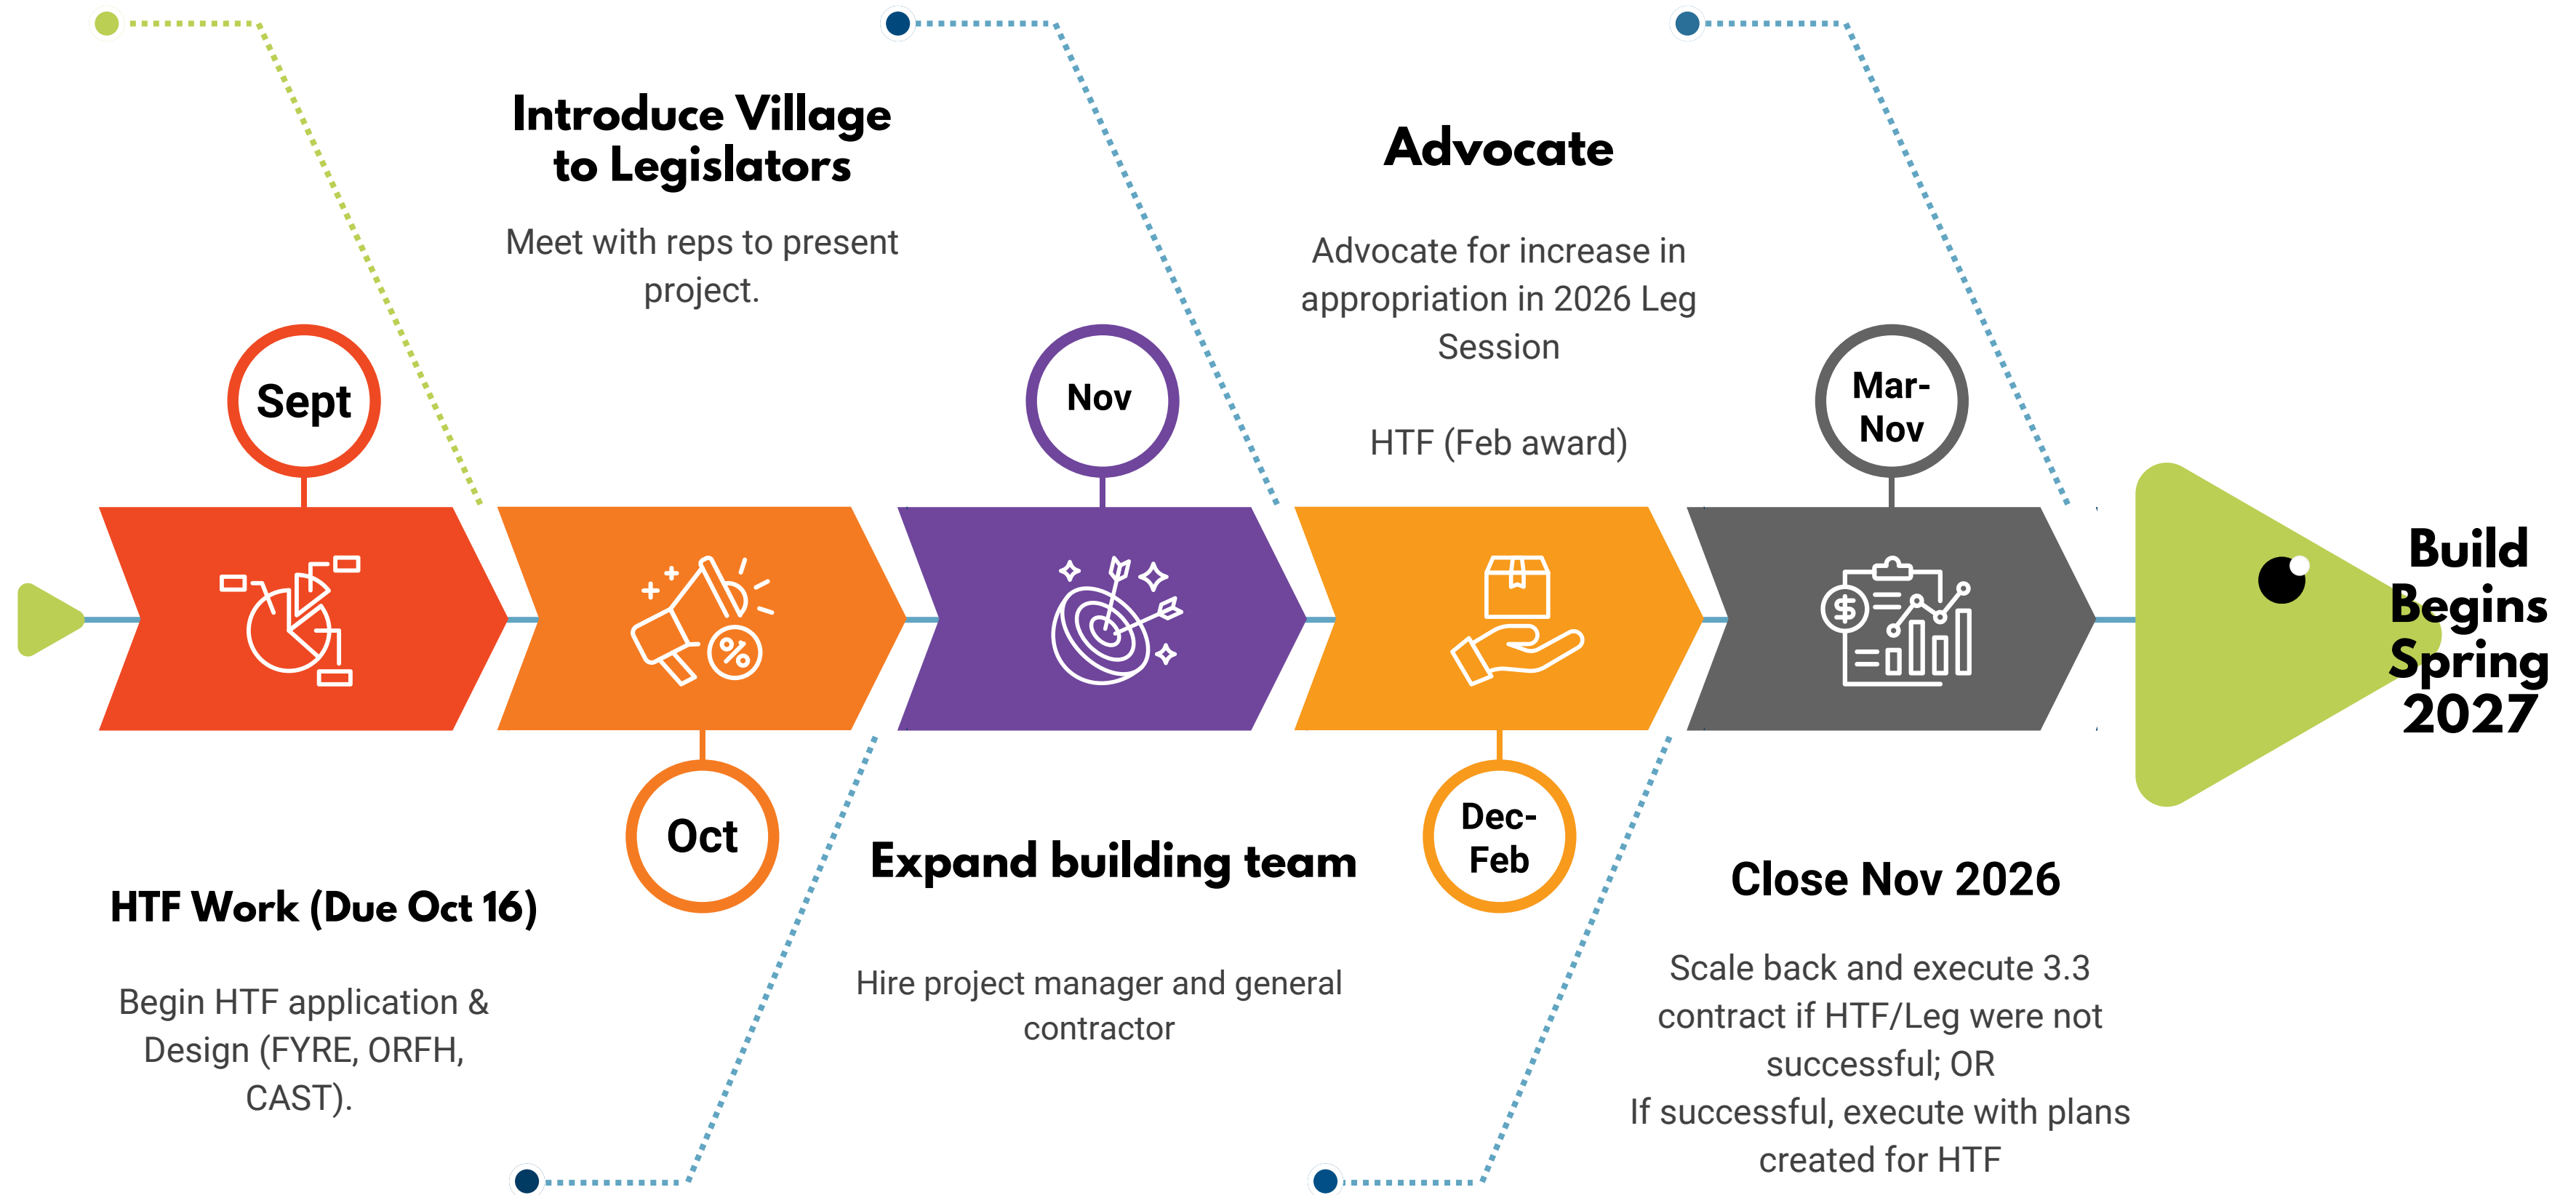 Sept
HTF Work (Due Oct 16)
Begin HTF application &
Design (FYRE, ORFH,
CAST).
Introduce Village
to Legislators
Meet with reps to present
project.
%
Oct
Nov
Expand building team
Hire project manager and general
contractor
Advocate
Advocate for increase in
appropriation in 2026 Leg
Session
HTF (Feb award)
Dec-
Feb
Mar-
Nov
$
Close Nov 2026
Scale back and execute 3.3
contract if HTF/Leg were not
successful; OR
If successful, execute with plans
created for HTF
Build
Begins
Spring
2027